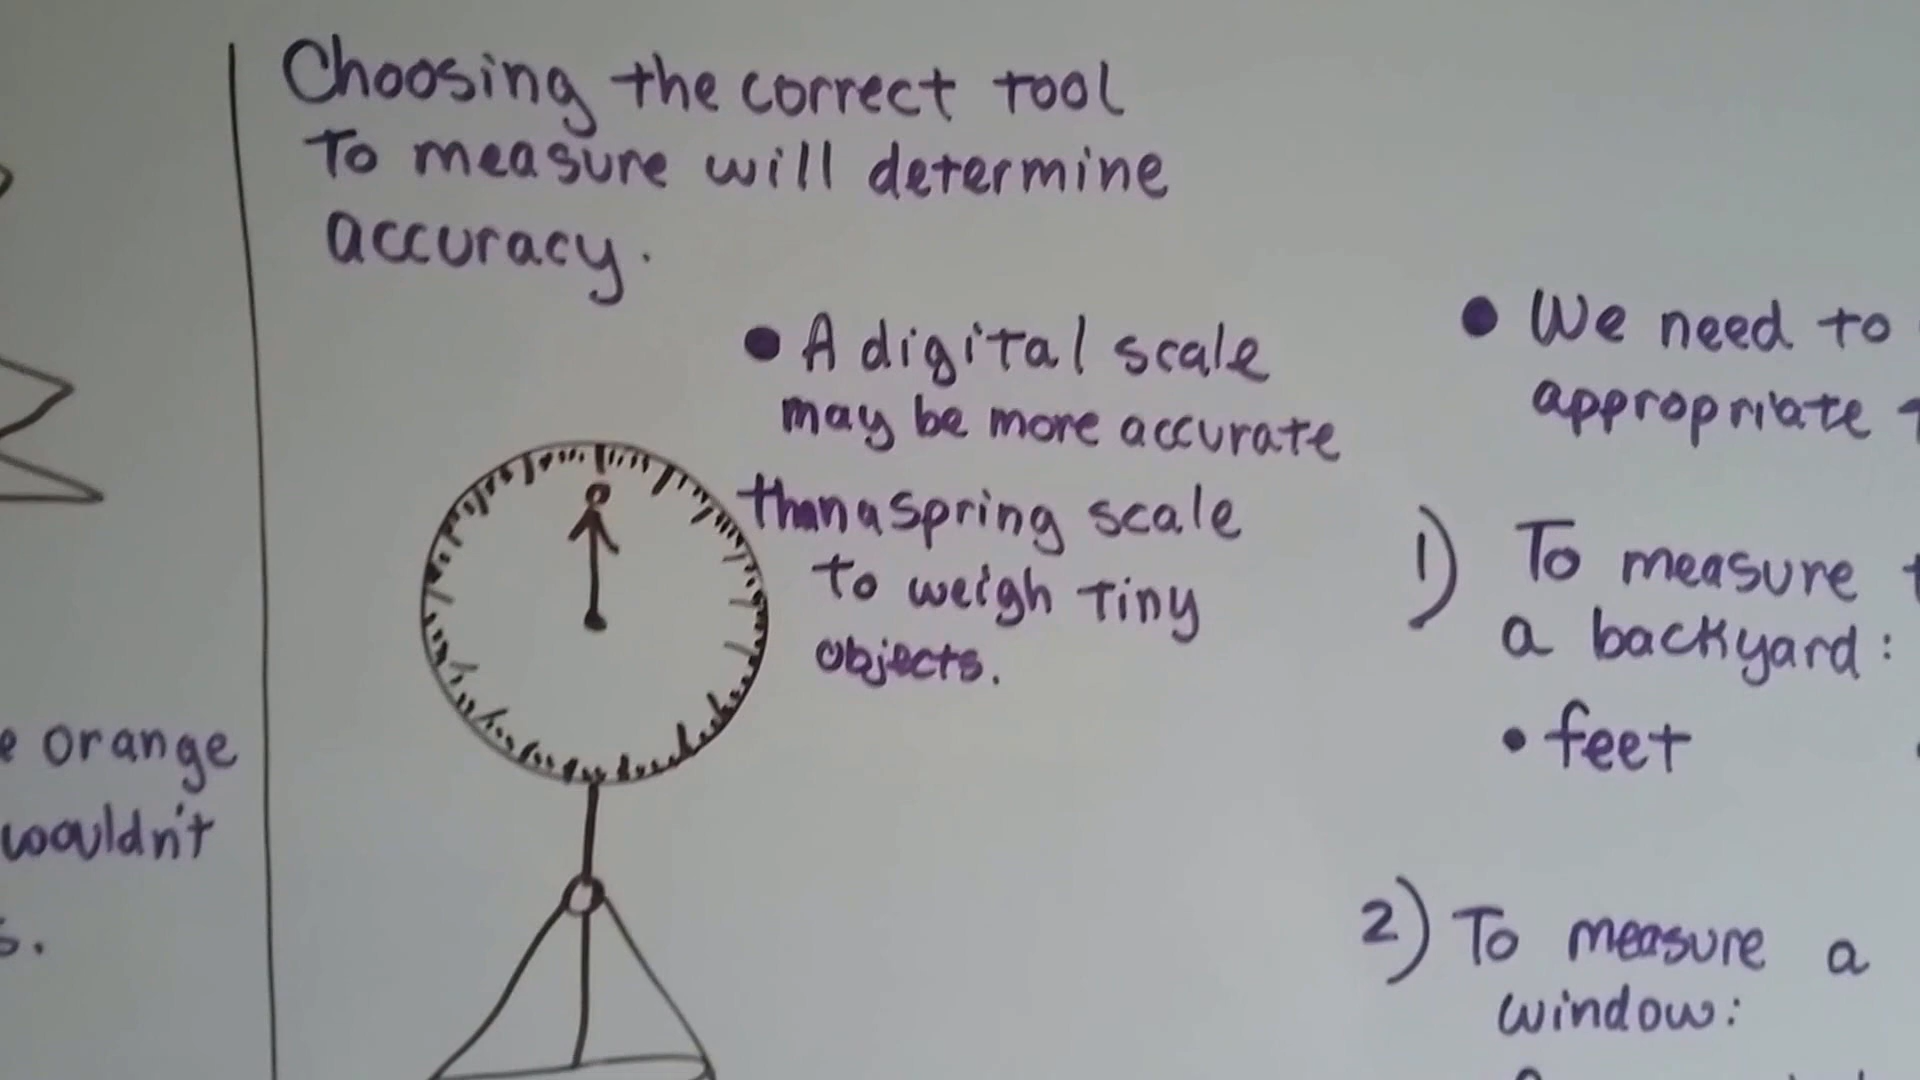 e orange
wouldn't
s.
Choosing the correct tool
To measure will determine
accuracy.
• A digital scale
may be more accurate
than a spring scale
to weigh tiny
objects.
0
• We need to
appropriate
1) To measure
a backyard:
• feet
2) To measure a
window: